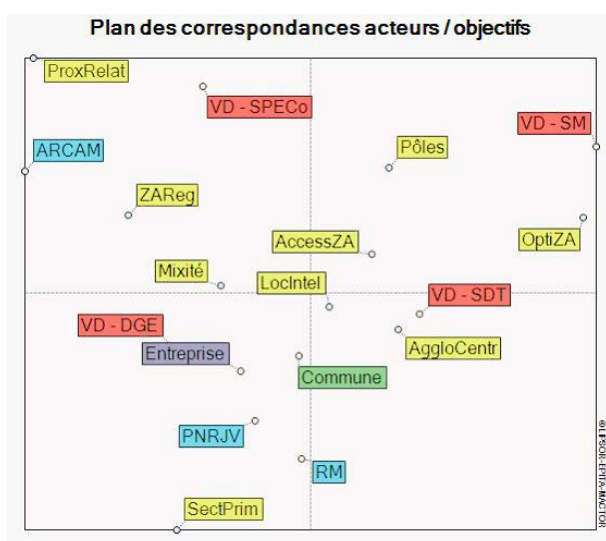 Plan des correspondances acteurs / objectifs
ProxRelat
VD - SPECo
VD - SM
ARCAM
Pôles
ZAReg
AccessZA
OptiZA
Mixité
LocIntel
VD - SDT
VD - DGE
Entreprise
AggloCentr
Commune
PNRJV
RM
SectPrim
© LIPSOR-EPITA-MACTOR